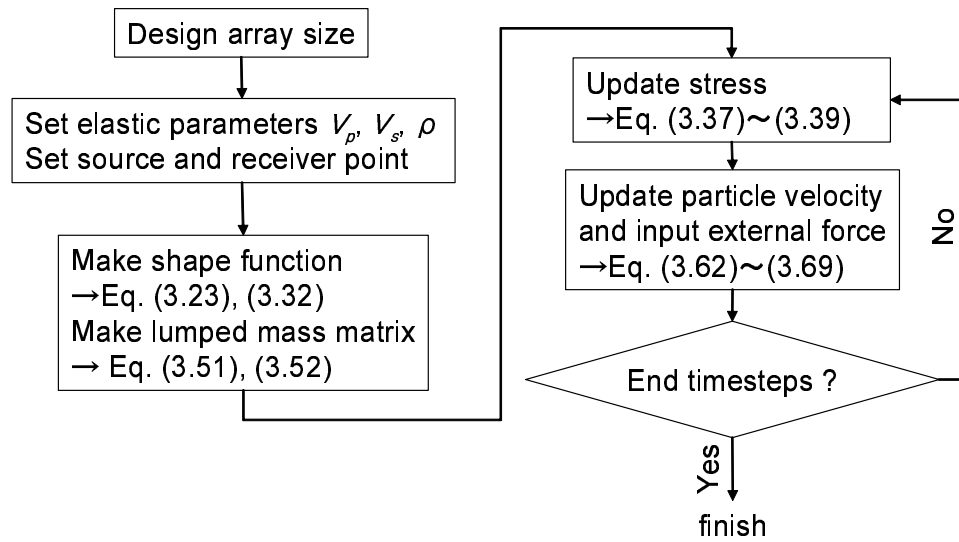 Design array size
Set elastic parameters Vp, Vs, ρ
Set source and receiver point
Make shape function
→Eq. (3.23), (3.32)
Make lumped mass matrix
→ Eq. (3.51), (3.52)
Update stress
→Eq. (3.37)～(3.39)
Update particle velocity
and input external force
→Eq. (3.62)～(3.69)
End timesteps ?
No
Yes
finish